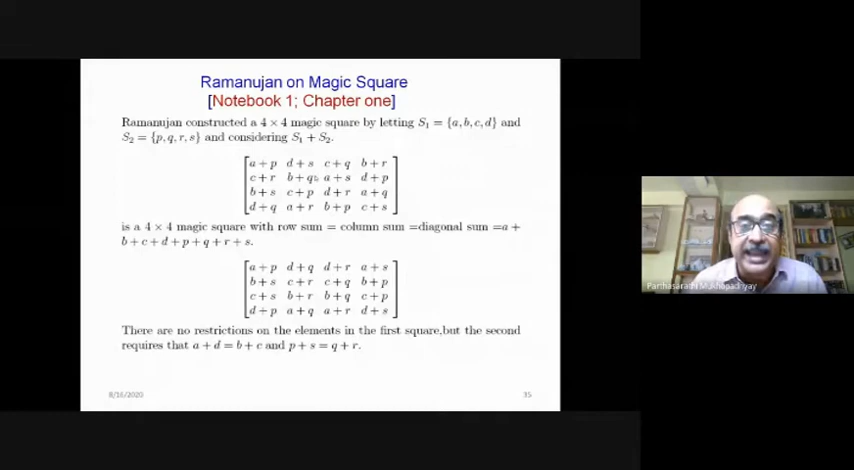 Ramanujan on Magic Square
[Notebook 1; Chapter one]
Ramanujan constructed a 4 × 4 magic square by letting S₁ = {a, b, c, d} and
S₂ = {p, q, r, s} and considering S₁ + S₂.
a + p d + s c + q b + r
c + r b + q a + s d + p
b + s c + p d + r a + q
d + q a + r b + p c + s
is a 4 × 4 magic square with row sum = column sum =diagonal sum =a +
b + c + d + p + q + r + s.
a + p d + q d + r a + s
b + s c + r c + q b + p
c + s b + r b + q c + p
d + p a + q a + r d + s
There are no restrictions on the elements in the first square,but the second
requires that a + d = b + c and p + s = q + r.
8/16/2020 35
Parthasarathi Mukhopadhyay